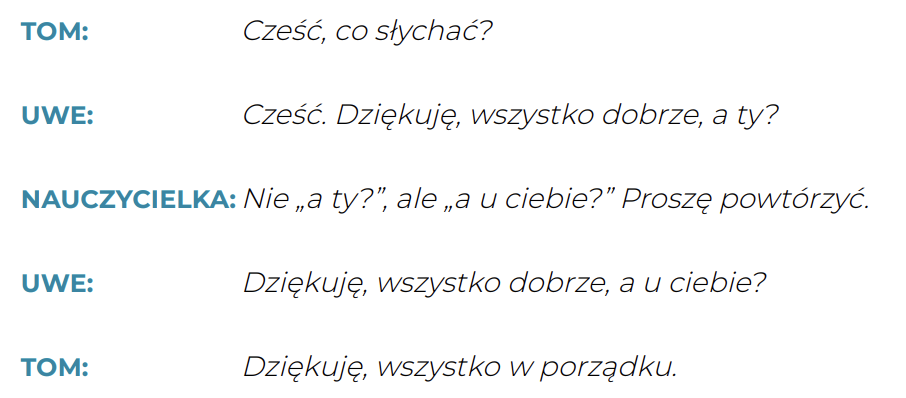 TOM: Cześć, co słychać?
UWE: Cześć. Dziękuję, wszystko dobrze, a ty?
NAUCZYCIELKA: Nie „a ty?”, ale „a u ciebie?” Proszę powtórzyć.
UWE: Dziękuję, wszystko dobrze, a u ciebie?
TOM: Dziękuję, wszystko w porządku.